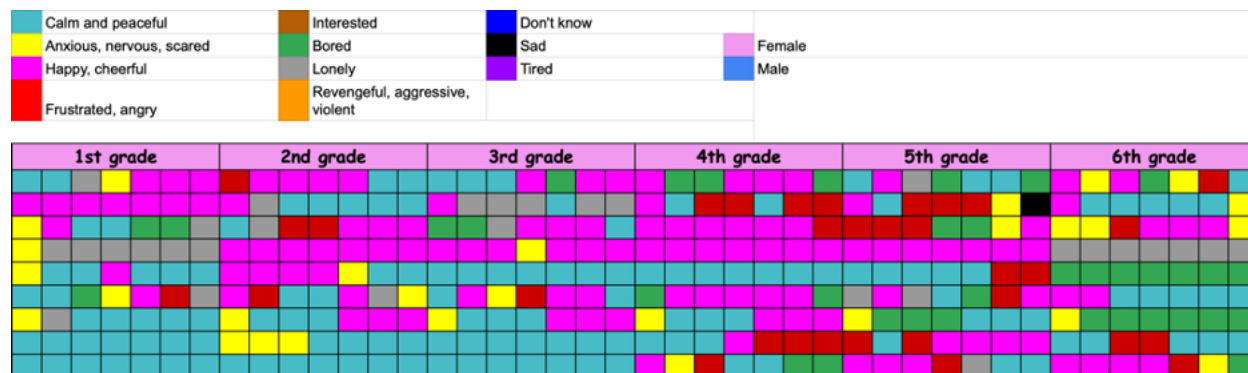 Calm and peaceful Interested Don't know
Anxious, nervous, scared Bored Sad Female
Happy, cheerful Lonely Tired Male
Frustrated, angry Revengeful, aggressive,
violent
1st grade 2nd grade 3rd grade 4th grade 5th grade 6th grade